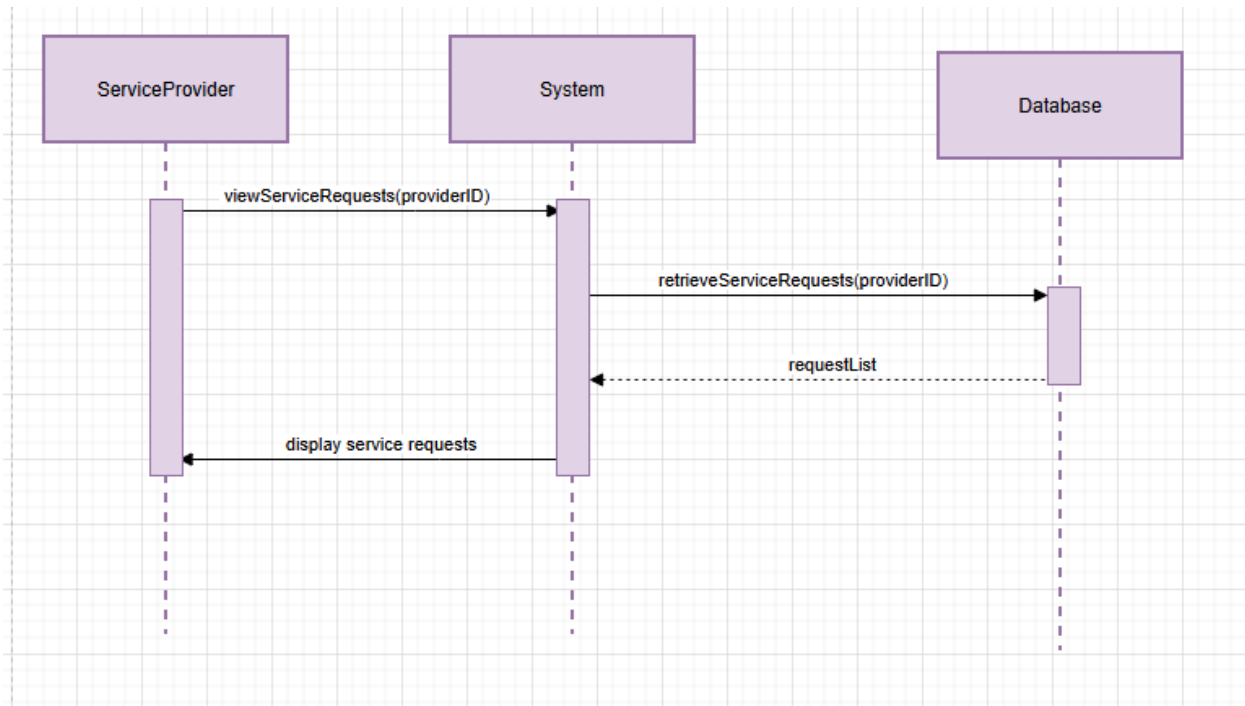 ServiceProvider
System
Database
viewServiceRequests(providerID)
retrieveServiceRequests(providerID)
requestList
display service requests